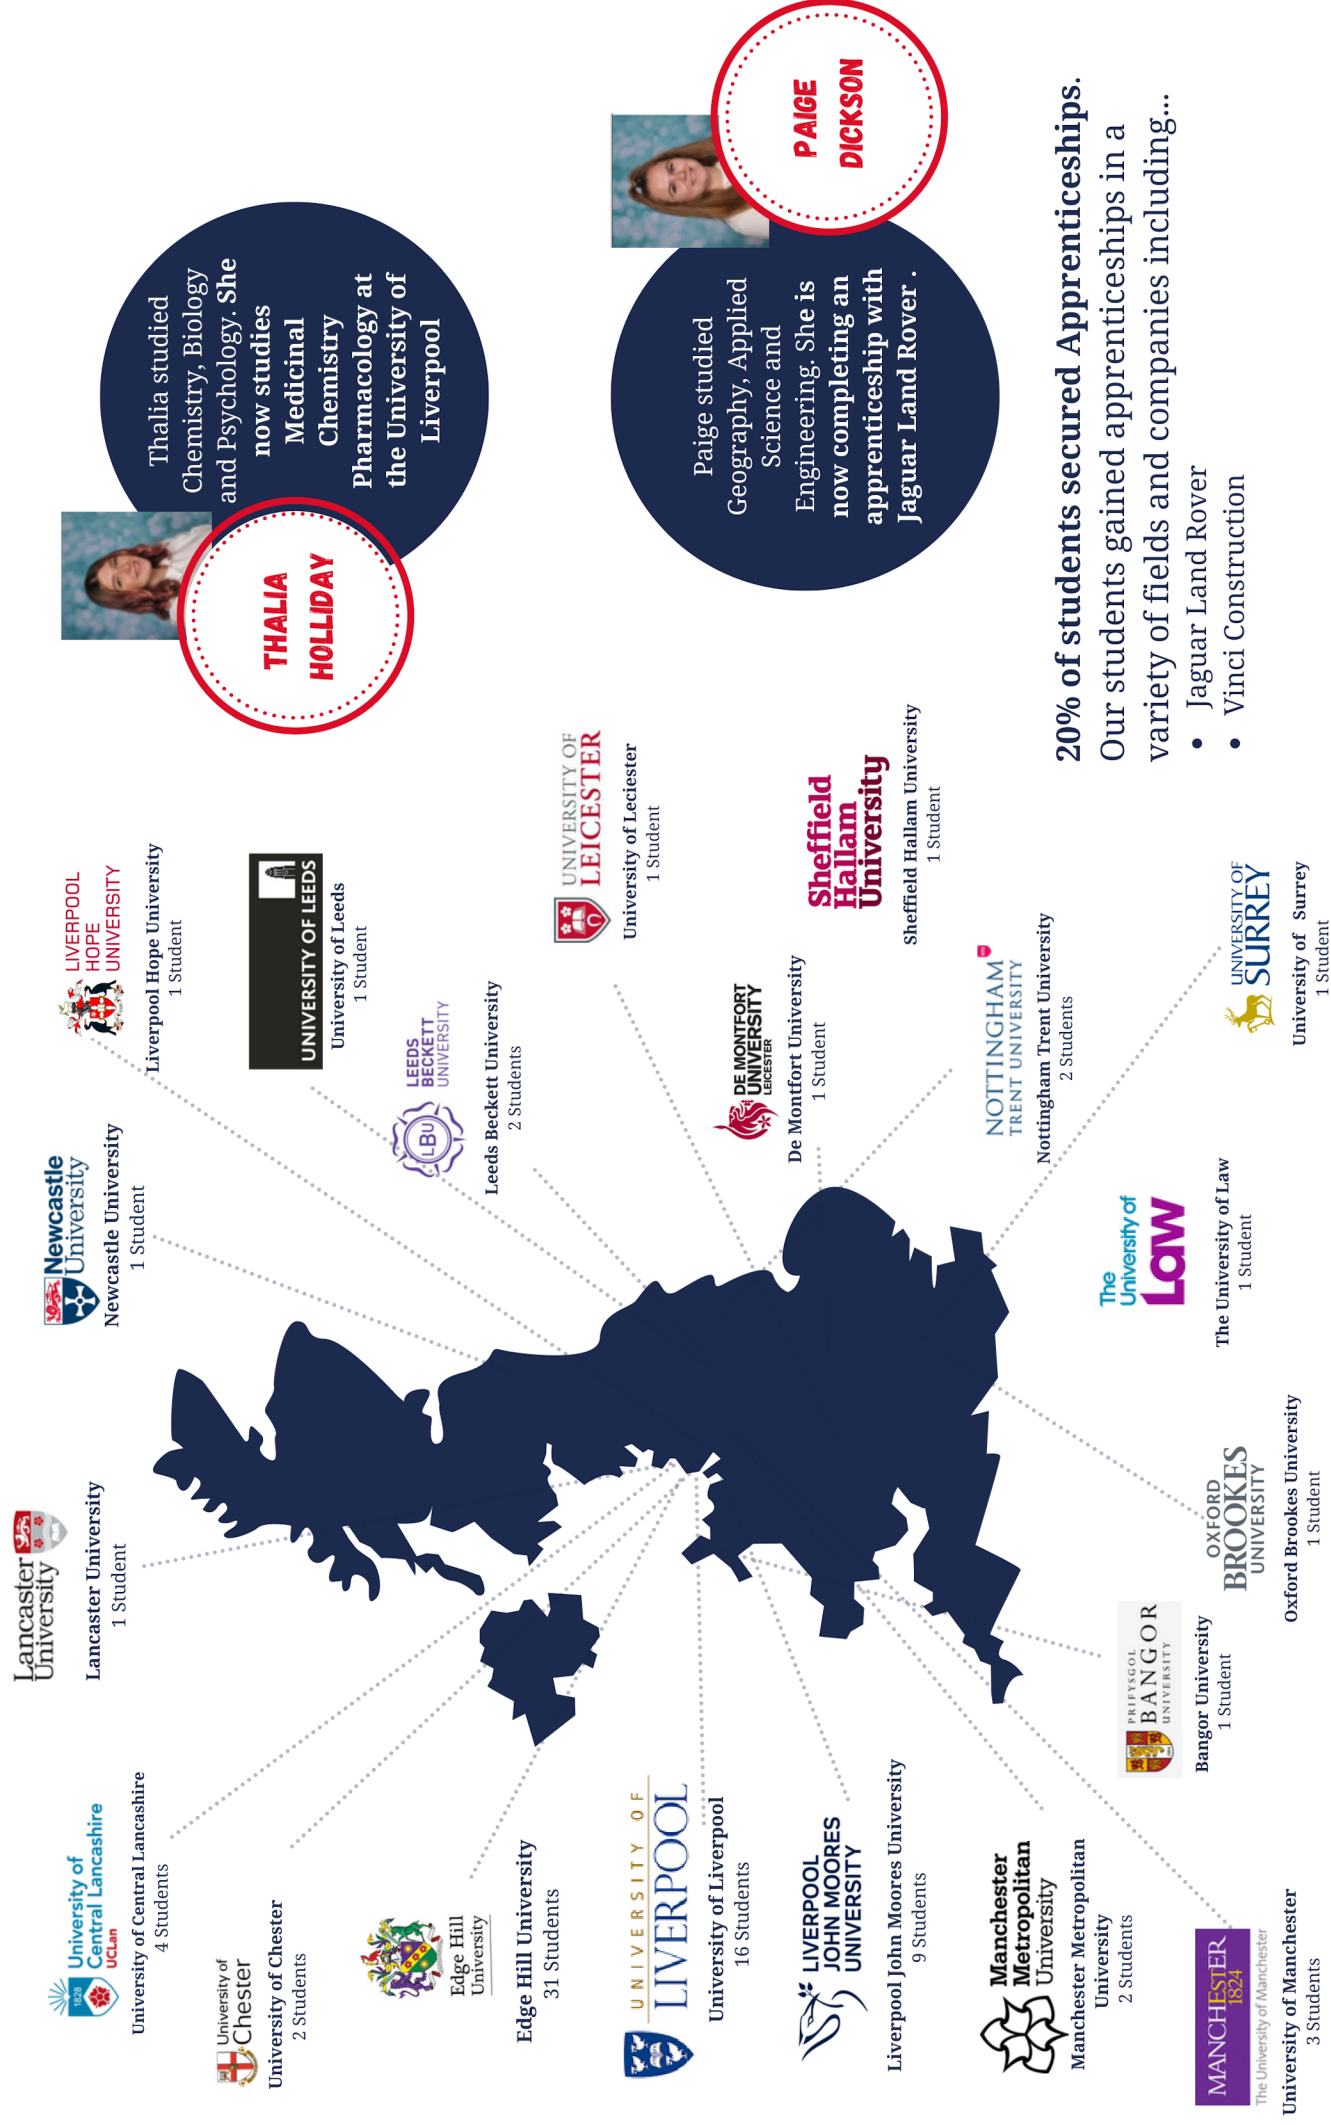 1828
University of
Central Lancashire
UCLan
University of Central Lancashire
4 Students
University of
Chester
University of Chester
2 Students
Edge Hill
University
Edge Hill University
31 Students
UNIVERSITY OF
LIVERPOOL
University of Liverpool
16 Students
LIVERPOOL
JOHN MOORES
UNIVERSITY
Liverpool John Moores University
9 Students
Manchester
Metropolitan
University
Manchester Metropolitan
University
2 Students
MANCHESTER
1824
The University of Manchester
University of Manchester
3 Students
Lancaster
University
Lancaster University
1 Student
Newcastle
University
Newcastle University
1 Student
LIVERPOOL
HOPE
UNIVERSITY
Liverpool Hope University
1 Student
UNIVERSITY OF LEEDS
University of Leeds
1 Student
LBU
LEEDS
BECKETT
UNIVERSITY
Leeds Beckett University
2 Students
UNIVERSITY OF
LEICESTER
University of Leciester
1 Student
DE MONTFORT
UNIVERSITY
LEICESTER
De Montfort University
1 Student
Sheffield
Hallam
University
Sheffield Hallam University
1 Student
NOTTINGHAM
TRENT UNIVERSITY
Nottingham Trent University
2 Students
UNIVERSITY OF
SURREY
University of Surrey
1 Student
The
University of
Law
The University of Law
1 Student
OXFORD
BROOKES
UNIVERSITY
Oxford Brookes University
1 Student
PRIFYSGOL
BANGOR
UNIVERSITY
Bangor University
1 Student
THALIA
HOLLIDAY
Thalia studied
Chemistry, Biology
and Psychology. She
now studies
Medicinal
Chemistry
Pharmacology at
the University of
Liverpool
Paige studied
Geography, Applied
Science and
Engineering. She is
now completing an
apprenticeship with
Jaguar Land Rover .
PAIGE
DICKSON
20% of students secured Apprenticeships.
Our students gained apprenticeships in a
variety of fields and companies including...
• Jaguar Land Rover
• Vinci Construction